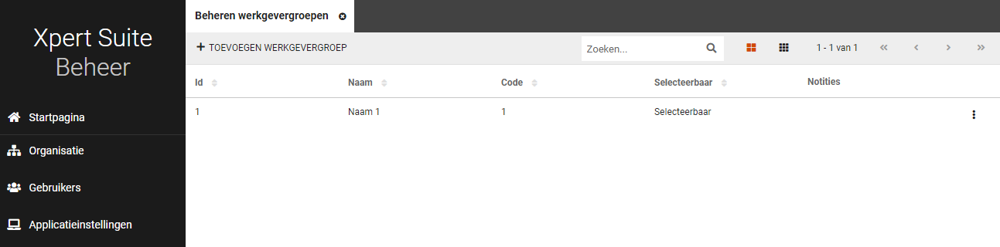 Xpert Suite
Beheer
Startpagina
Organisatie
Gebruikers
Applicatieinstellingen
Beheren werkgevergroepen
TOEVOEGEN WERKGEVERGROEP
Zoeken...
1 - 1 van 1
Id Naam Code Selecteerbaar Notities
1 Naam 1 1 Selecteerbaar